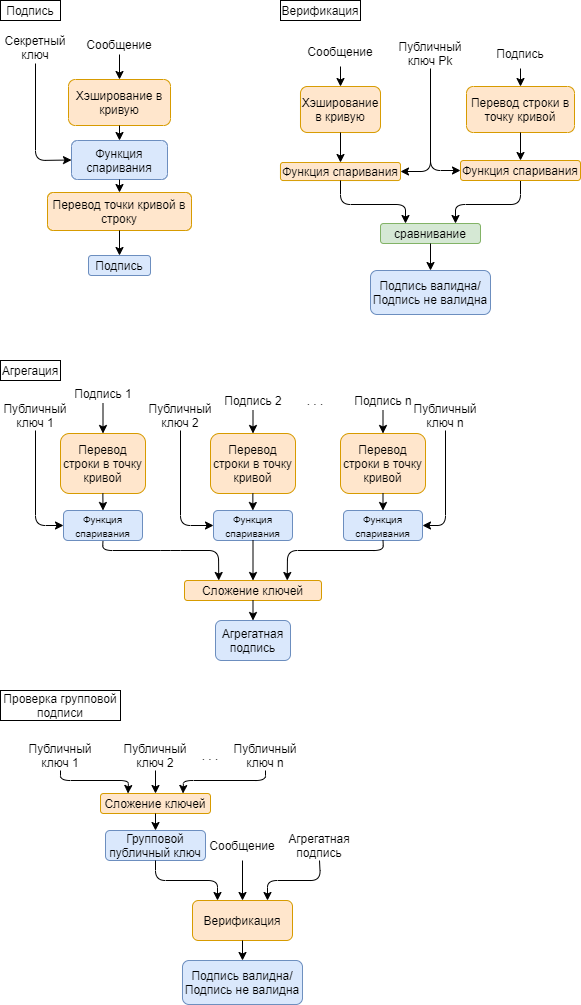 Подпись
Секретный
ключ
Сообщение
Хэширование в
кривую
Функция
спаривания
Перевод точки кривой в
строку
Подпись
Верификация
Сообщение
Публичный
ключ Pk
Подпись
Хэширование
в кривую
Перевод строки в
точку кривой
Функция спаривания
Функция спаривания
сравнивание
Подпись валидна/
Подпись не валидна
Агрегация
Публичный
ключ 1
Подпись 1
Публичный
ключ 2
Подпись 2
. . .
Подпись n
Публичный
ключ n
Перевод
строки в точку
кривой
Перевод
строки в точку
кривой
Перевод
строки в точку
кривой
Функция
спаривания
Функция
спаривания
Функция
спаривания
Сложение ключей
Агрегатная
подпись
Проверка групповой
подписи
Публичный
ключ 1
Публичный
ключ 2
. . .
Публичный
ключ n
Сложение ключей
Групповой
публичный ключ
Сообщение
Агрегатная
подпись
Верификация
Подпись валидна/
Подпись не валидна